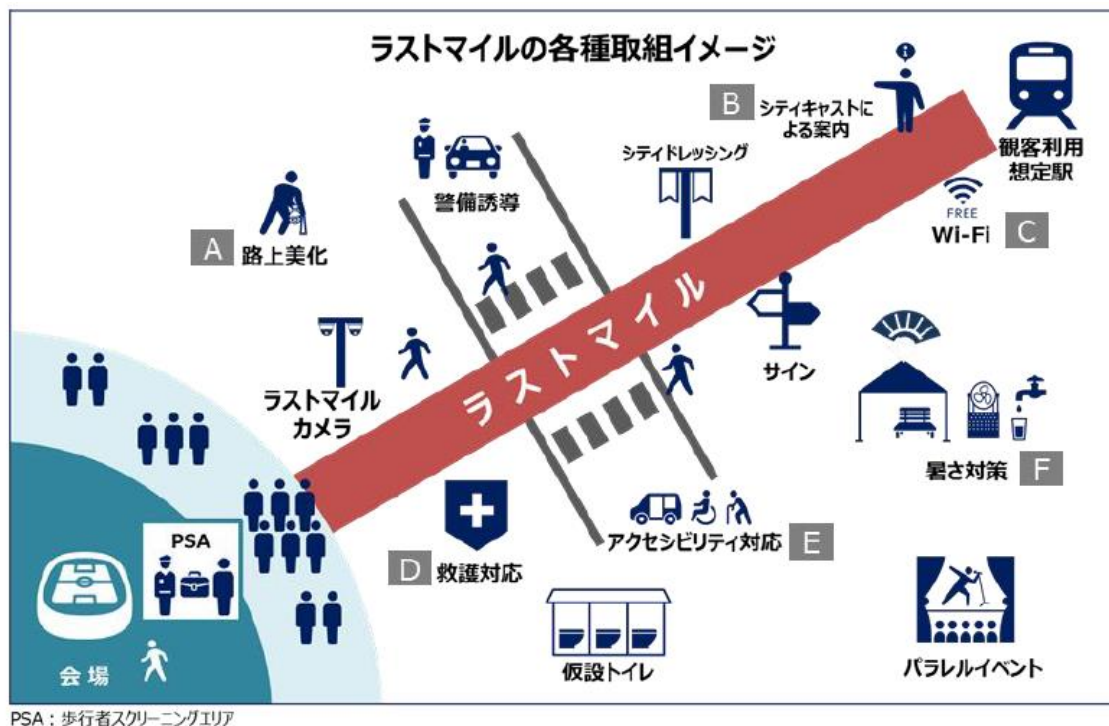 ラストマイルの各種取組イメージ
B
シティキャストに
よる案内
観客利用
想定駅
シティドレッシング
警備誘導
FREE
Wi-Fi
C
A
路上美化
ラストマイル
サイン
ラストマイル
カメラ
暑さ対策
F
PSA
D
救護対応
アクセシビリティ対応
E
会場
仮設トイレ
パラレルイベント
PSA：歩行者スクリーニングエリア